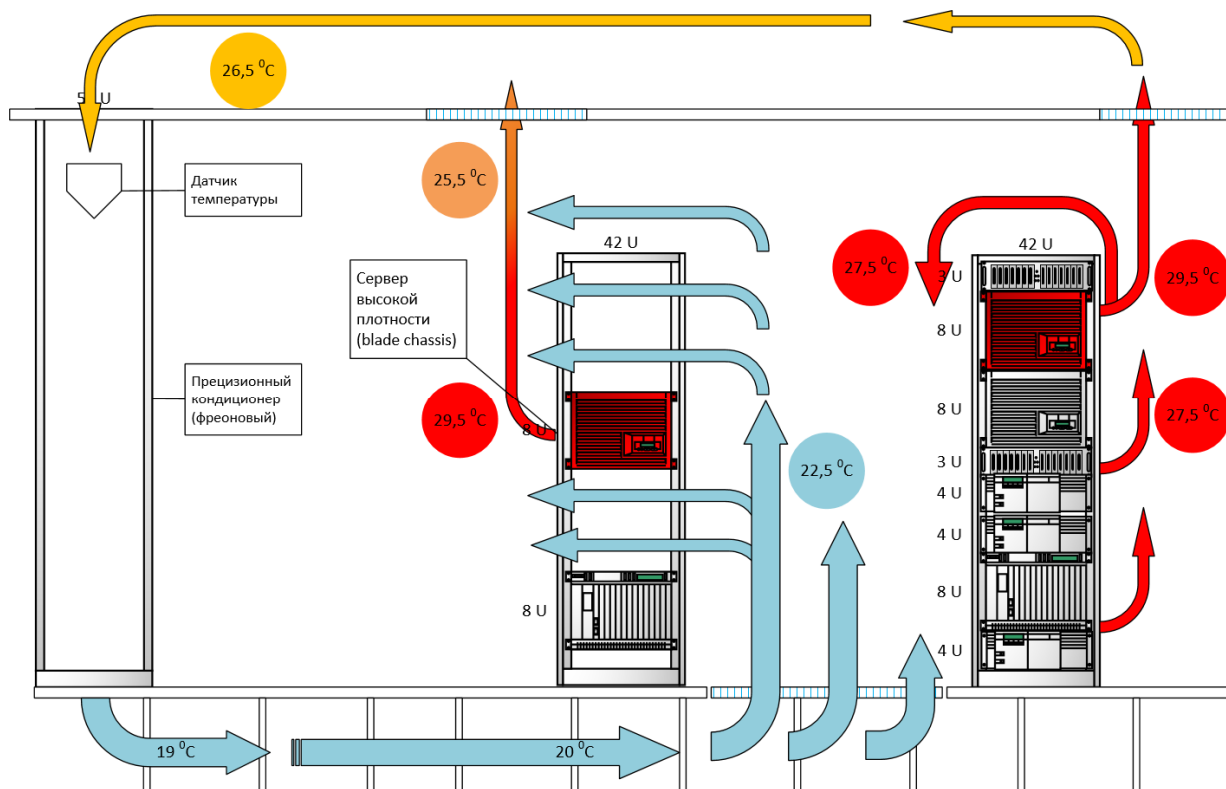 26,5 ⁰C
Датчик
температуры
25,5 ⁰C
42 U
Сервер
высокой
плотности
(blade chassis)
Прецизионный
кондиционер
(фреоновый)
29,5 ⁰C
8 U
22,5 ⁰C
8 U
27,5 ⁰C
42 U
3 U
29,5 ⁰C
8 U
8 U
27,5 ⁰C
3 U
4 U
4 U
8 U
4 U
19 ⁰C
20 ⁰C